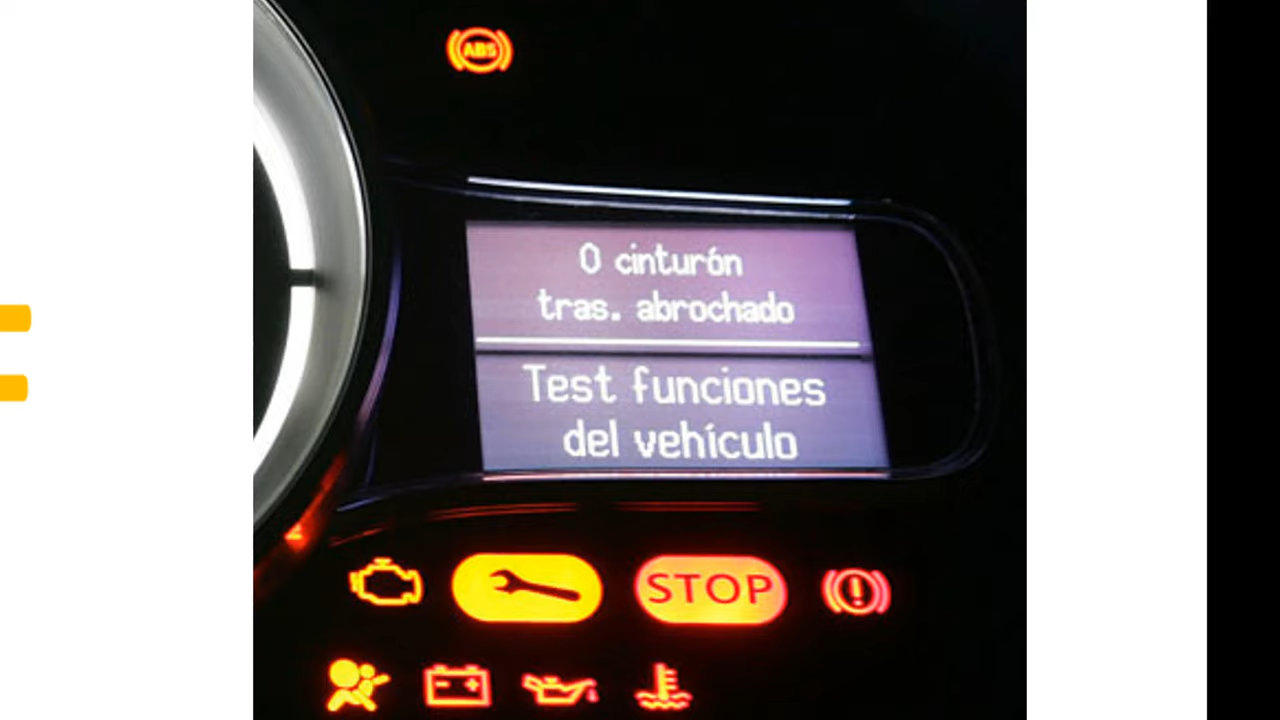 ABS
0 cinturón
tras. abrochado
Test funciones
del vehículo
STOP